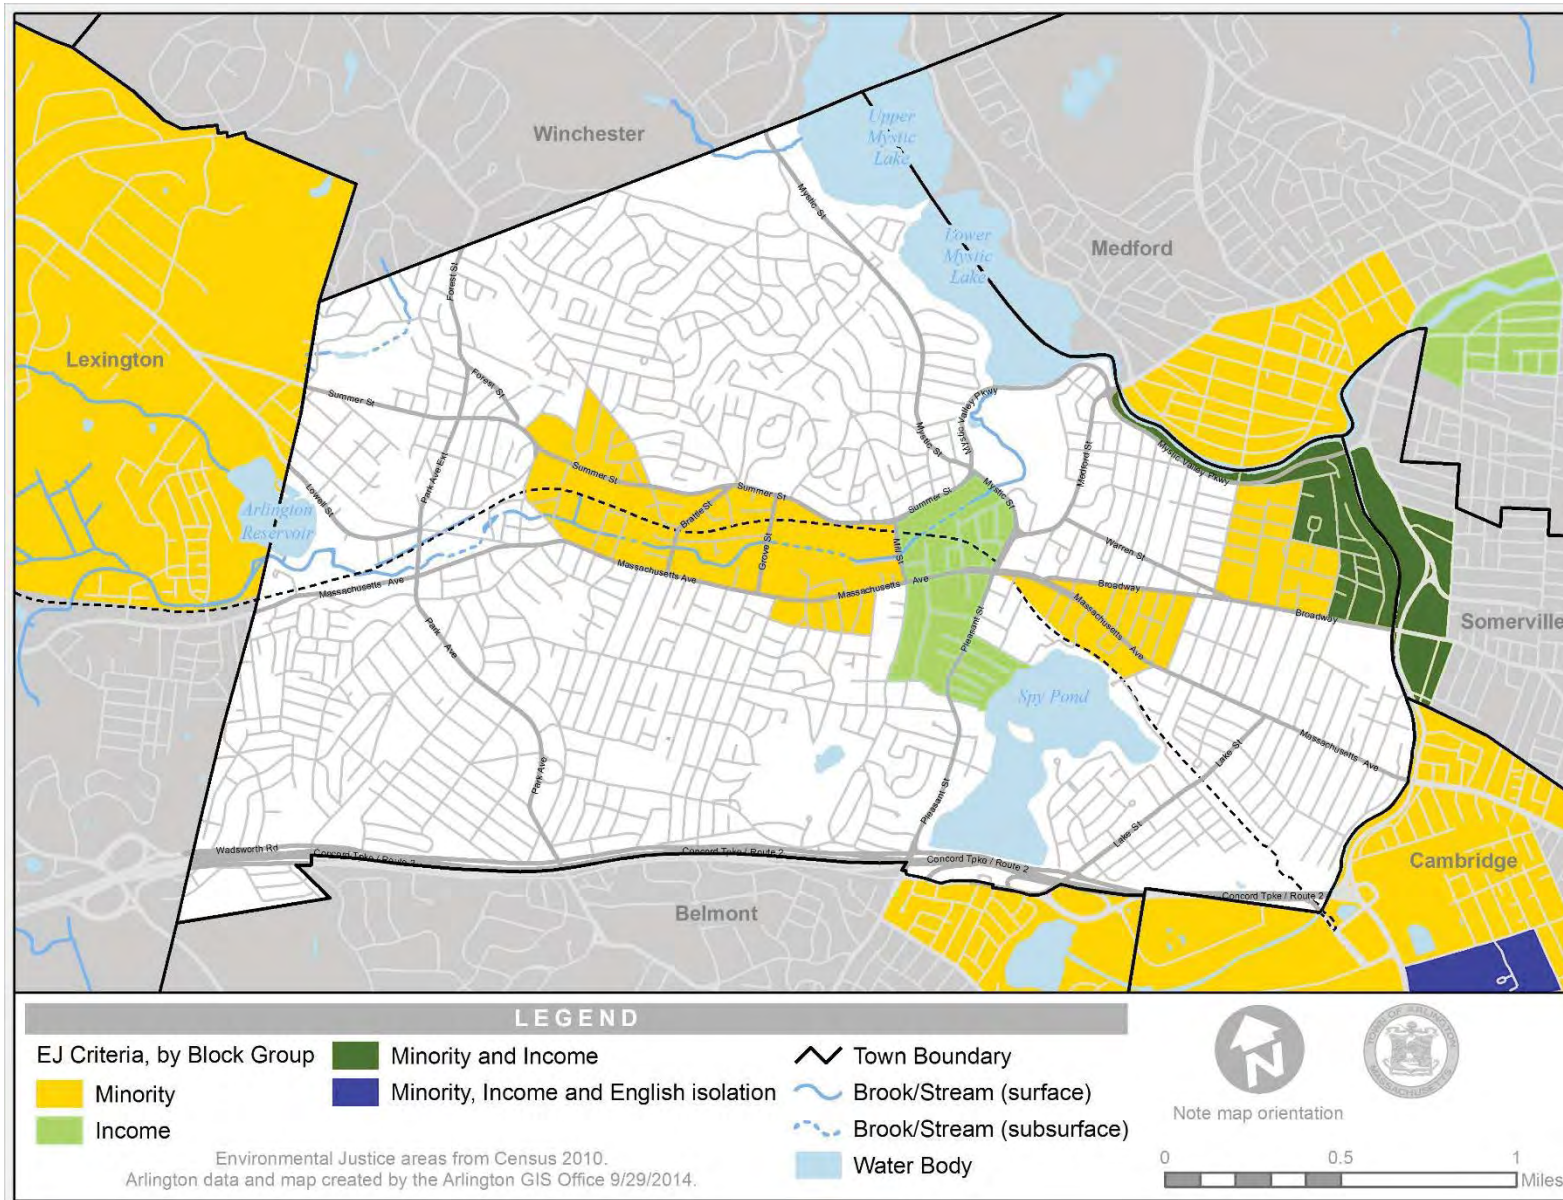 Winchester
Upper
Mystic
Lake
Mystic St
Lower
Mystic
Lake
Medford
Forest St
Lexington
Summer St
Forest St
Mystic Valley Pkwy
Mystic St
Medford St
Mystic Valley Pkwy
Park Ave Ext
Summer St
Summer St
Summer St
Mystic St
Lowell St
Arlington
Reservoir
Brattle St
Grove St
Mill St
Warren St
Massachusetts Ave
Massachusetts Ave
Massachusetts Ave
Broadway
Broadway
Massachusetts Ave
Somerville
Park Ave
Pleasant St
Spy Pond
Lake St
Massachusetts Ave
Park Ave
Pleasant St
Lake St
Wadsworth Rd
Concord Tpke / Route 2
Concord Tpke / Route 2
Concord Tpke / Route 2
Concord Tpke / Route 2
Cambridge
Belmont
LEGEND
EJ Criteria, by Block Group
Minority
Income
Minority and Income
Minority, Income and English isolation
Town Boundary
Brook/Stream (surface)
Brook/Stream (subsurface)
Water Body
Environmental Justice areas from Census 2010.
Arlington data and map created by the Arlington GIS Office 9/29/2014.
N
Note map orientation
TOWN OF ARLINGTON
MASSACHUSETTS
0 0.5 1
Miles